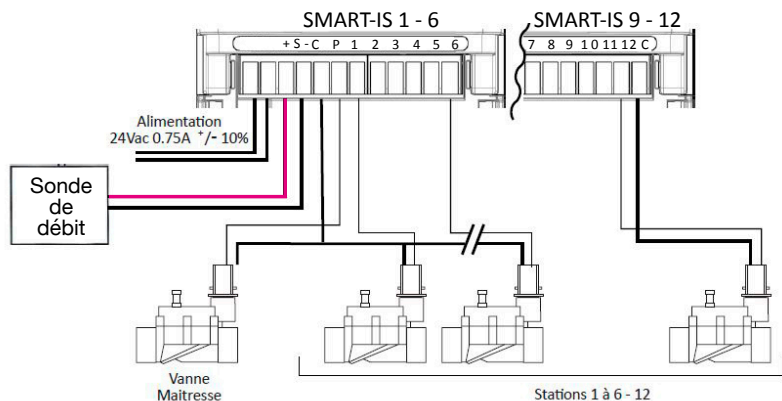 SMART-IS 1 - 6
SMART-IS 9 - 12
+ S - C P 1 2 3 4 5 6
7 8 9 10 11 12 C
Alimentation
24Vac 0.75A +/- 10%
Sonde
de
débit
Vanne
Maitresse
Stations 1 à 6 - 12